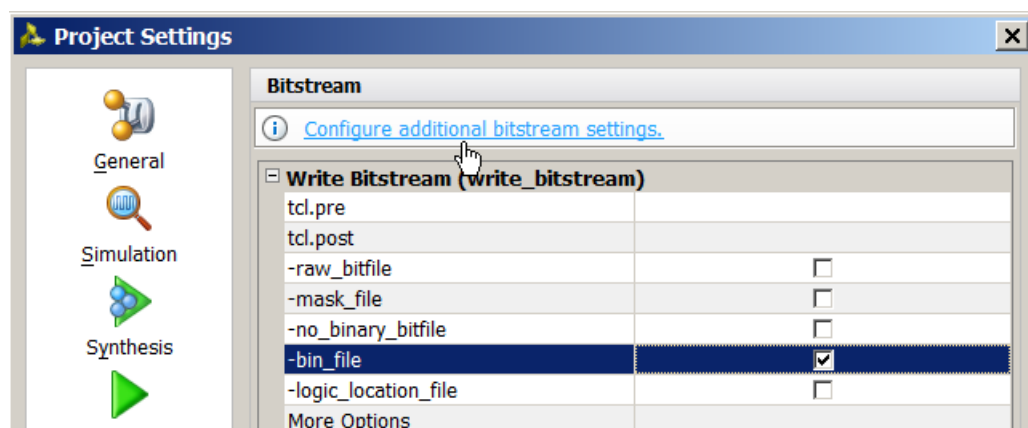 Project Settings
Bitstream
Configure additional bitstream settings.
General
Simulation
Synthesis
Write Bitstream (write_bitstream)
tcl.pre
tcl.post
-raw_bitfile
-mask_file
-no_binary_bitfile
-bin_file
-logic_location_file
More Options